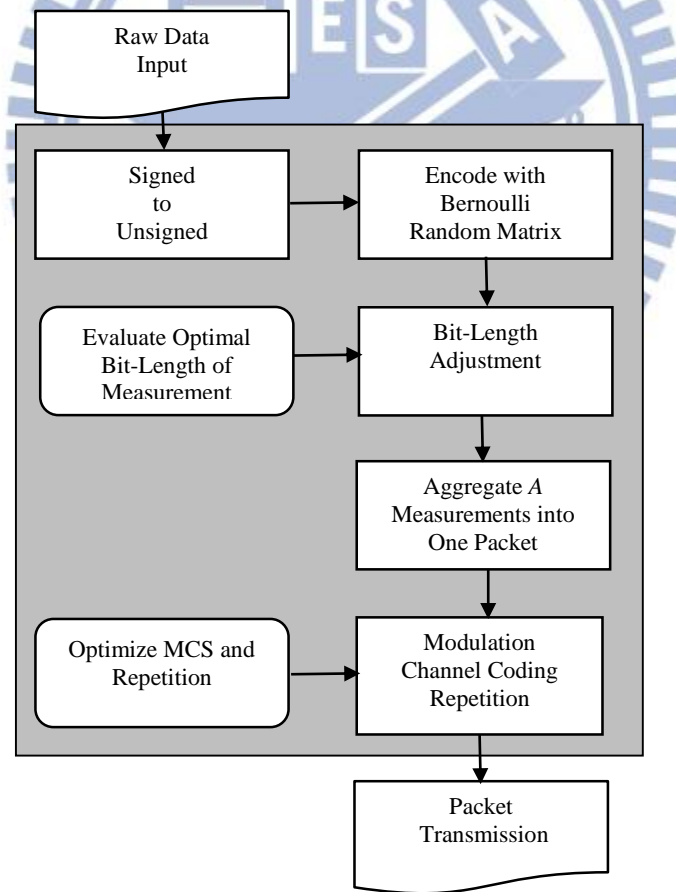 E S A
Raw Data
Input
Signed
to
Unsigned
Encode with
Bernoulli
Random Matrix
Evaluate Optimal
Bit-Length of
Measurement
Bit-Length
Adjustment
Aggregate A
Measurements into
One Packet
Optimize MCS and
Repetition
Modulation
Channel Coding
Repetition
Packet
Transmission